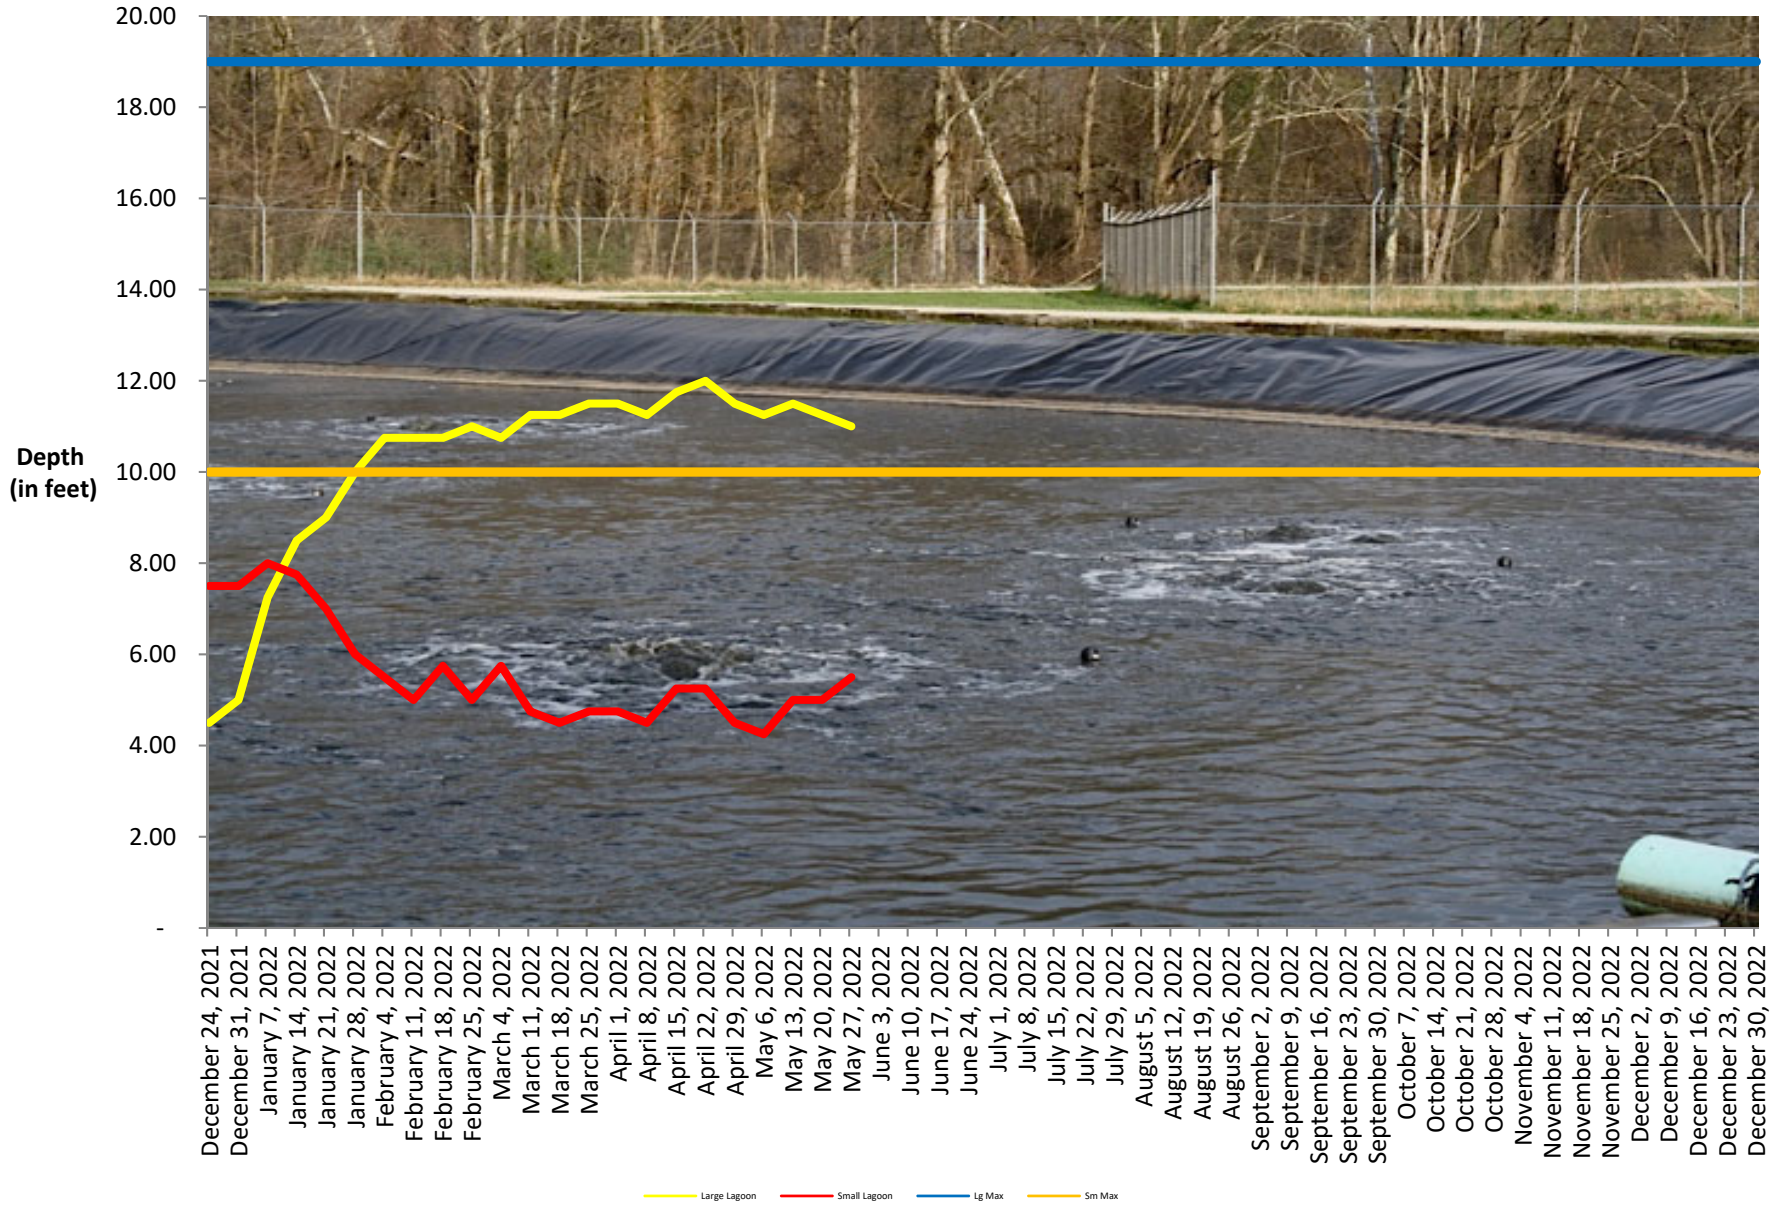 20.00
18.00
16.00
14.00
12.00
10.00
8.00
6.00
4.00
2.00
-
Depth
(in feet)
December 24, 2021
December 31, 2021
January 7, 2022
January 14, 2022
January 21, 2022
January 28, 2022
February 4, 2022
February 11, 2022
February 18, 2022
February 25, 2022
March 4, 2022
March 11, 2022
March 18, 2022
March 25, 2022
April 1, 2022
April 8, 2022
April 15, 2022
April 22, 2022
April 29, 2022
May 6, 2022
May 13, 2022
May 20, 2022
May 27, 2022
June 3, 2022
June 10, 2022
June 17, 2022
June 24, 2022
July 1, 2022
July 8, 2022
July 15, 2022
July 22, 2022
July 29, 2022
August 5, 2022
August 12, 2022
August 19, 2022
August 26, 2022
September 2, 2022
September 9, 2022
September 16, 2022
September 23, 2022
September 30, 2022
October 7, 2022
October 14, 2022
October 21, 2022
October 28, 2022
November 4, 2022
November 11, 2022
November 18, 2022
November 25, 2022
December 2, 2022
December 9, 2022
December 16, 2022
December 23, 2022
December 30, 2022
Large Lagoon
Small Lagoon
Lg Max
Sm Max